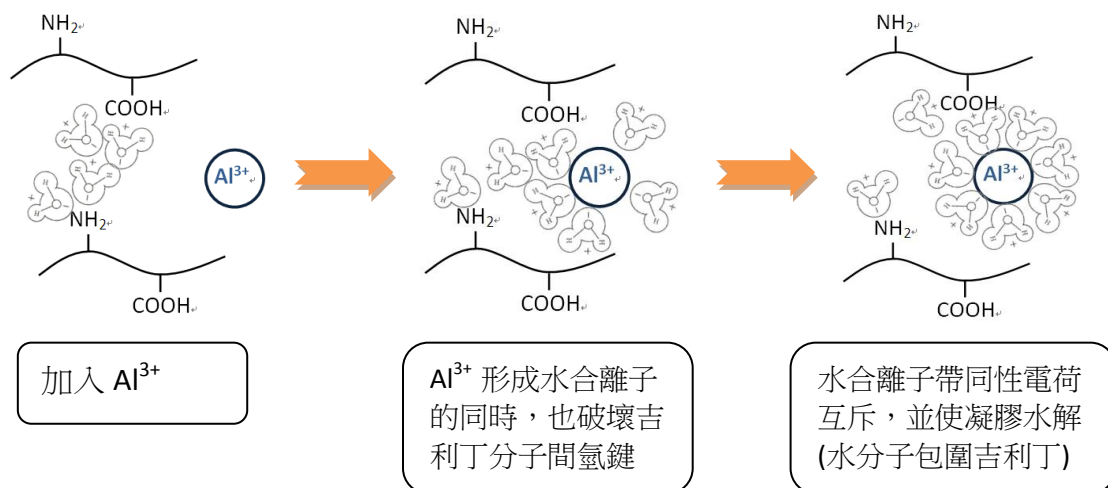 NH₂
COOH
NH₂
COOH
Al³⁺
NH₂
COOH
NH₂
COOH
Al³⁺
NH₂
COOH
NH₂
COOH
Al³⁺
加入 Al³⁺
Al³⁺ 形成水合離子
的同時，也破壞吉
利丁分子間氫鍵
水合離子帶同性電荷
互斥，並使凝膠水解
(水分子包圍吉利丁)